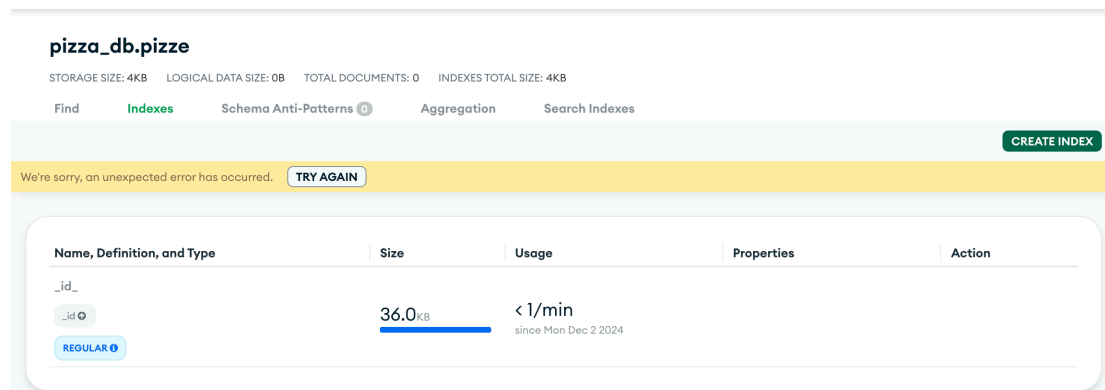 pizza_db.pizze
STORAGE SIZE: 4KB LOGICAL DATA SIZE: 0B TOTAL DOCUMENTS: 0 INDEXES TOTAL SIZE: 4KB
Find Indexes Schema Anti-Patterns 0 Aggregation Search Indexes
CREATE INDEX
We're sorry, an unexpected error has occurred. TRY AGAIN
Name, Definition, and Type Size Usage Properties Action
_id_
_id
36.0KB
< 1/min
since Mon Dec 2 2024
REGULAR